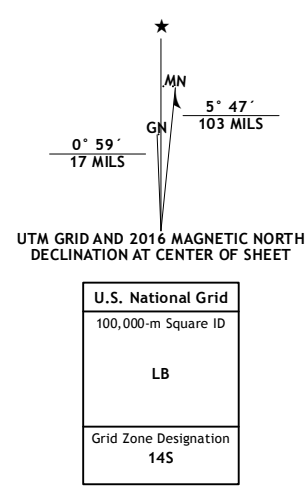 ★
MN
GN
5° 47´
103 MILS
0° 59´
17 MILS
UTM GRID AND 2016 MAGNETIC NORTH
DECLINATION AT CENTER OF SHEET
U.S. National Grid
100,000-m Square ID
LB
Grid Zone Designation
14S